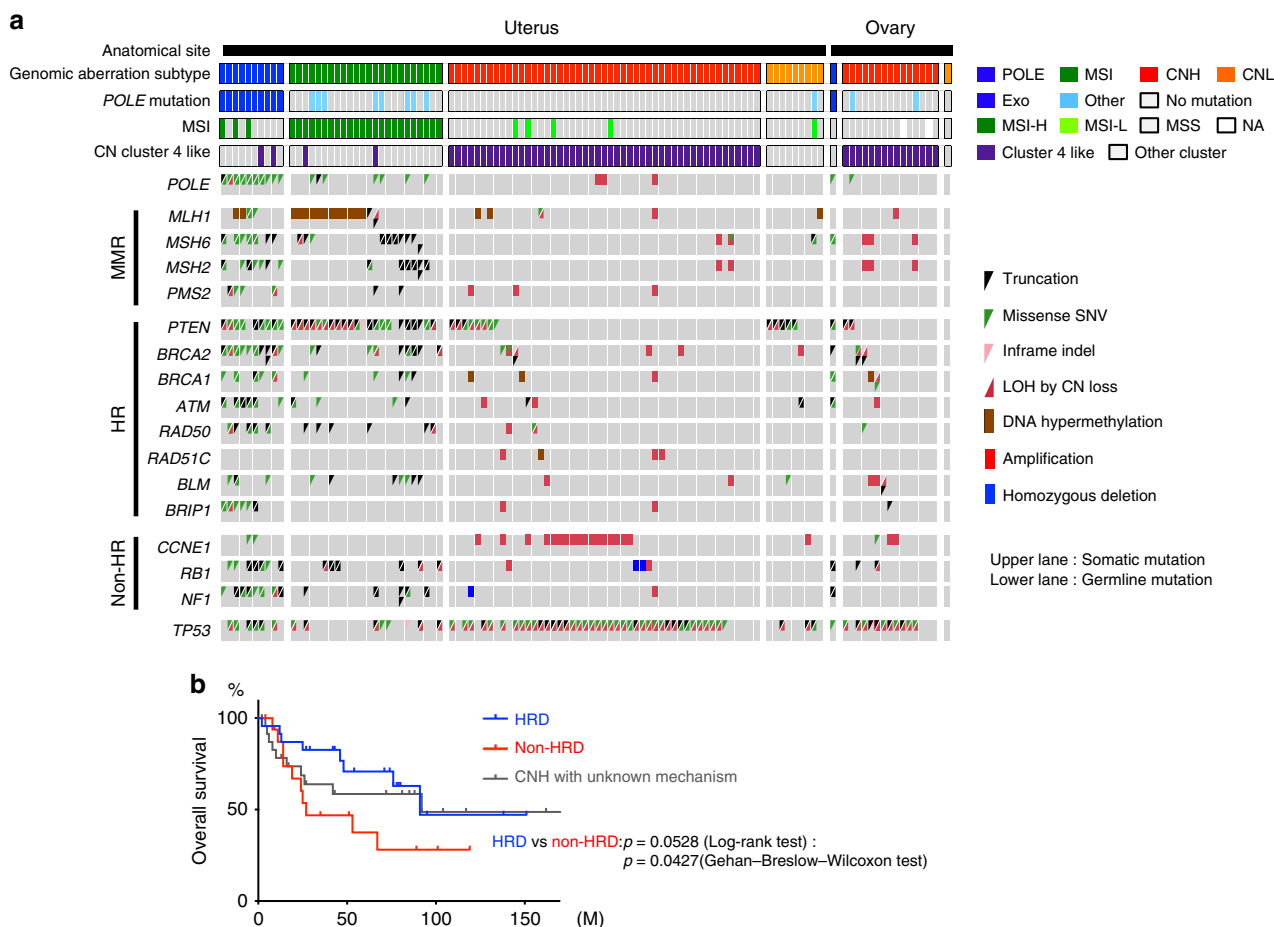 a
Uterus
Ovary
Anatomical site
Genomic aberration subtype
POLE mutation
MSI
CN cluster 4 like
POLE
MSI
CNH
CNL
Exo
Other
No mutation
MSI-H
MSI-L
MSS
NA
Cluster 4 like
Other cluster
POLE
MMR
MLH1
MSH6
MSH2
PMS2
HR
PTEN
BRCA2
BRCA1
ATM
RAD50
RAD51C
BLM
BRIP1
Non-HR
CCNE1
RB1
NF1
TP53
Truncation
Missense SNV
Inframe indel
LOH by CN loss
DNA hypermethylation
Amplification
Homozygous deletion
Upper lane : Somatic mutation
Lower lane : Germline mutation
b
%
100
50
0
Overall survival
0 50 100 150 (M)
HRD
Non-HRD
CNH with unknown mechanism
HRD vs non-HRD:p = 0.0528 (Log-rank test) :
p = 0.0427(Gehan–Breslow–Wilcoxon test)